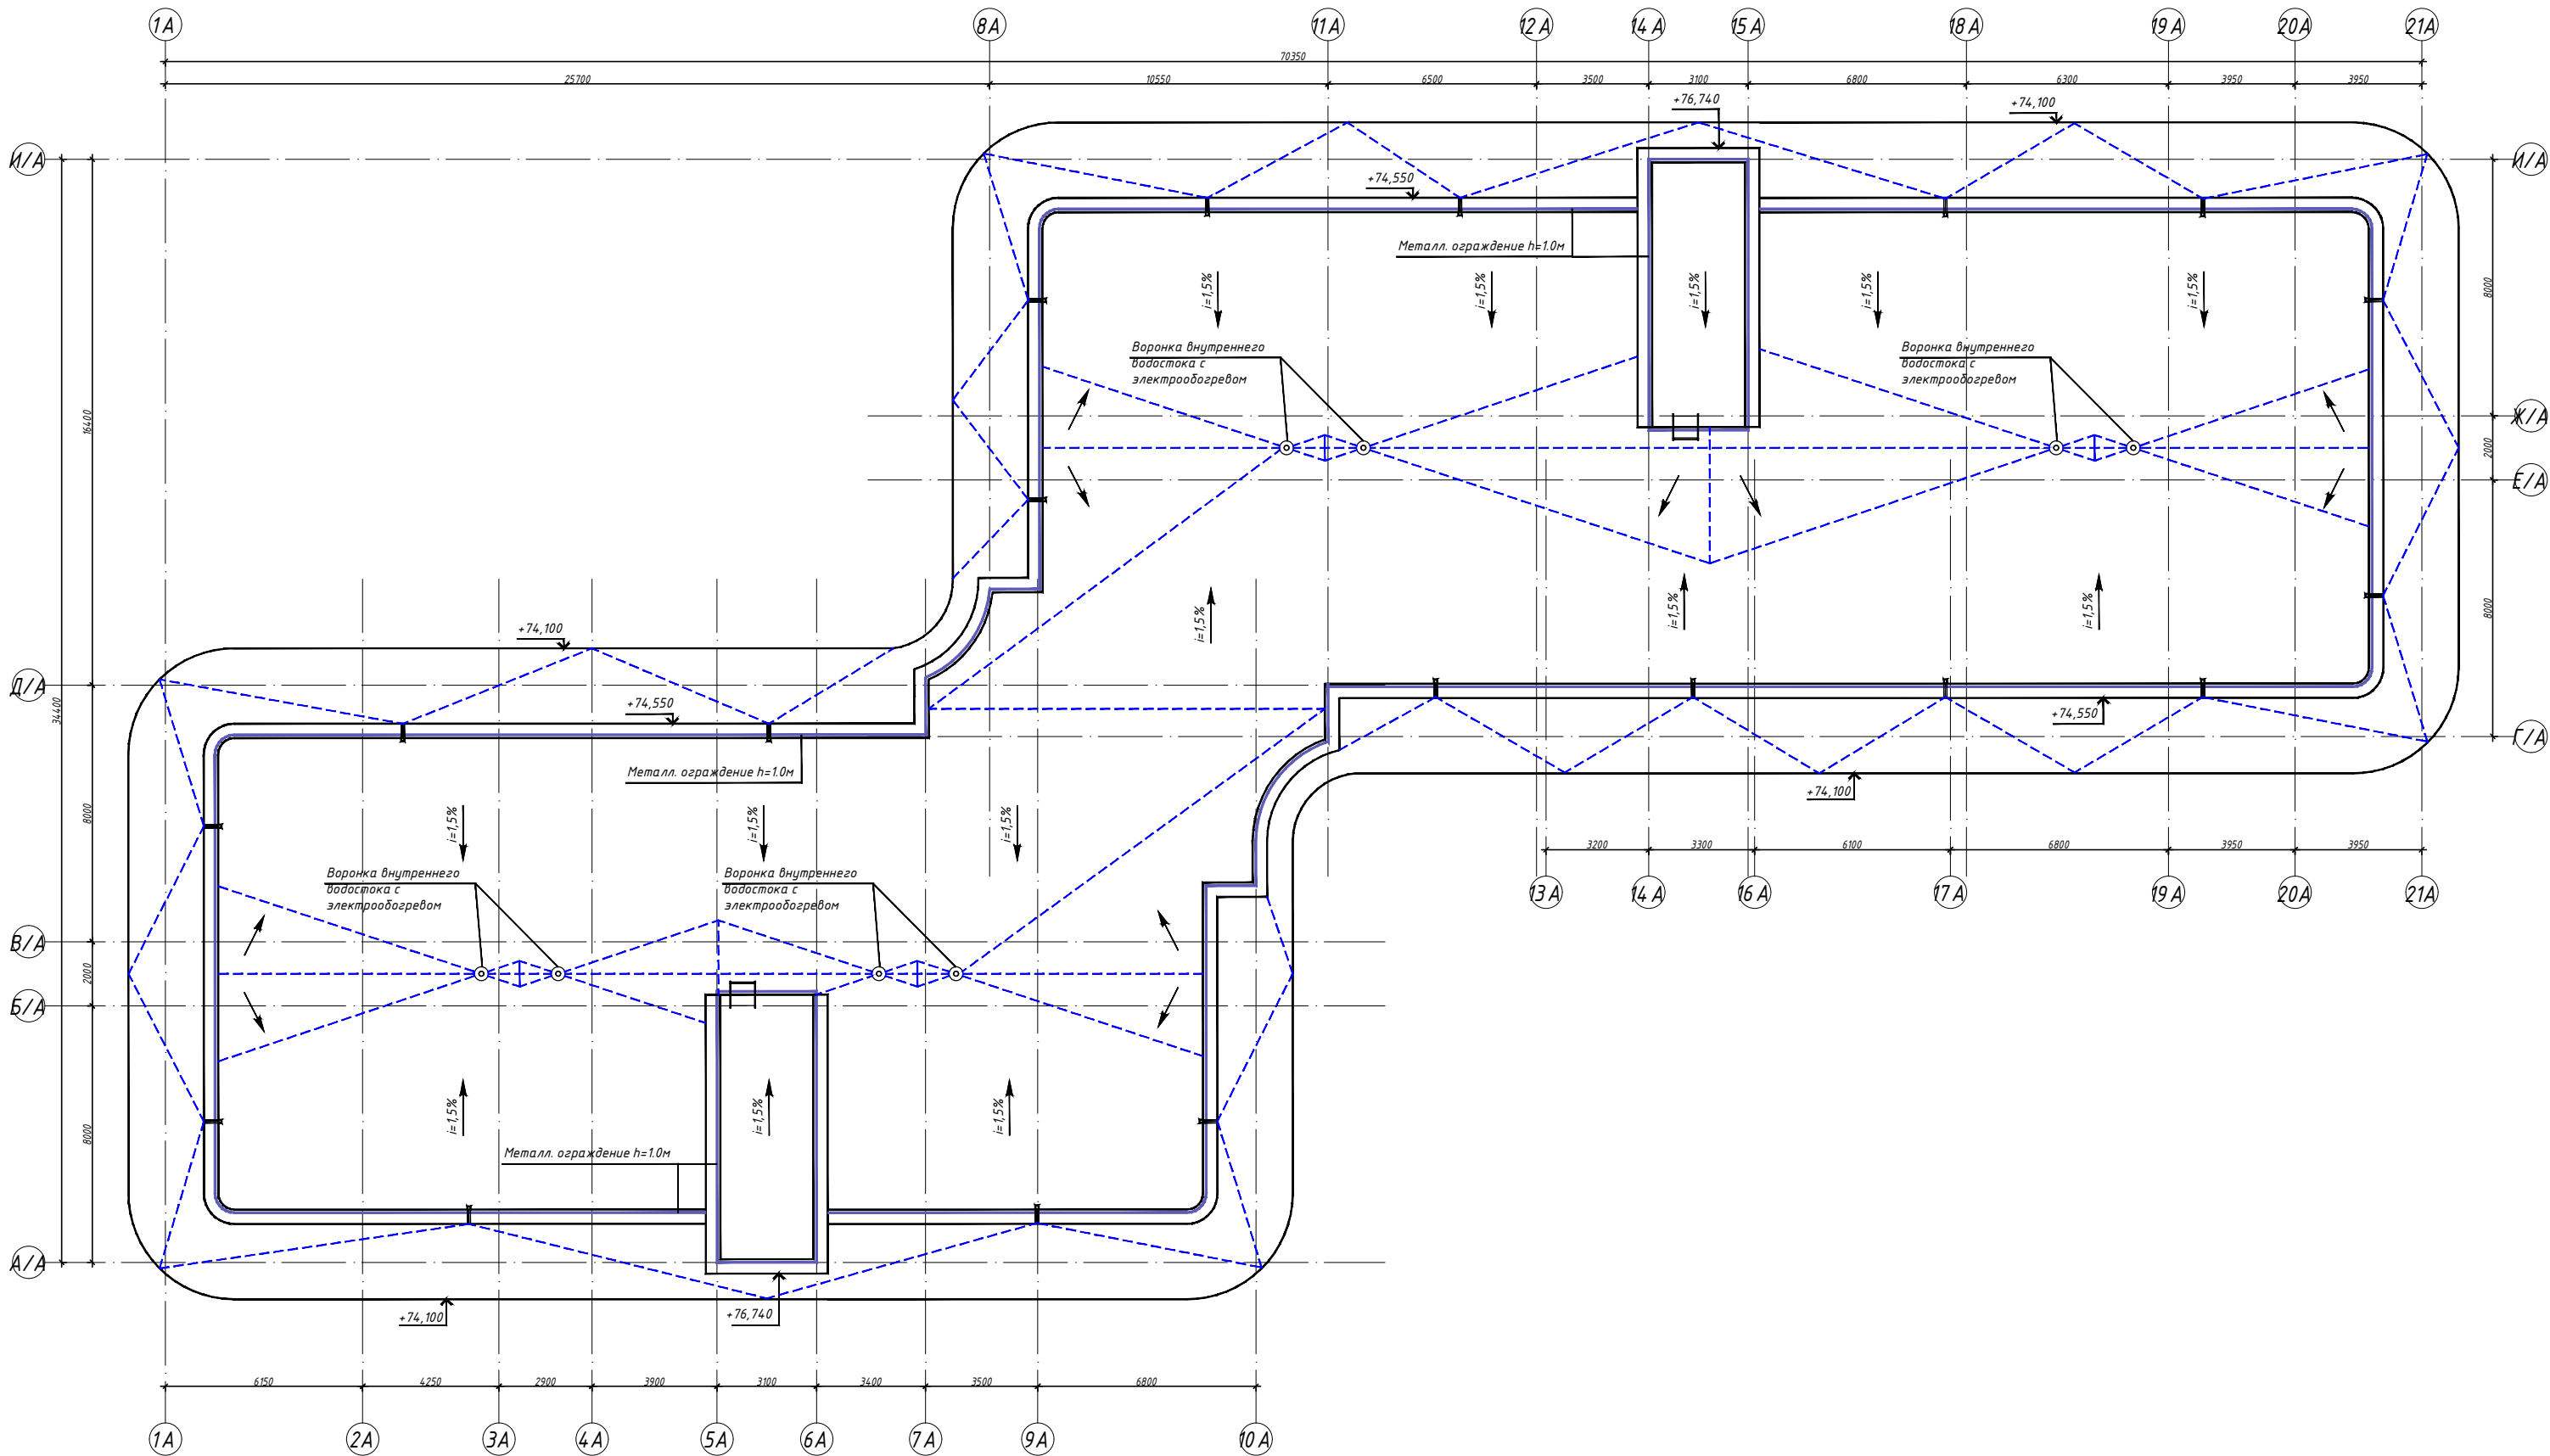 1А 8А 11А 12А 14А 15А 18А 19А 20А 21А
70350
25700 10550 6500 3500 3100 6800 6300 3950 3950
+76,740 +74,100
И/А И/А
+74,550
Металл. ограждение h=1.0м
i=1,5% i=1,5% i=1,5% i=1,5% i=1,5%
8000
Воронка внутреннего
водостока с
электрообогревом
Воронка внутреннего
водостока с
электрообогревом
16400
Ж/А
2000
Е/А
i=1,5% i=1,5% i=1,5%
8000
+74,100
Д/А
34400
+74,550
+74,550
Г/А
Металл. ограждение h=1.0м
+74,100
8000
i=1,5% i=1,5% i=1,5%
3200 3300 6100 6800 3950 3950
13А 14А 16А 17А 19А 20А 21А
Воронка внутреннего
водостока с
электрообогревом
Воронка внутреннего
водостока с
электрообогревом
В/А
2000
Б/А
8000
i=1,5% i=1,5% i=1,5%
Металл. ограждение h=1.0м
А/А
+74,100 +76,740
6150 4250 2900 3900 3100 3400 3500 6800
1А 2А 3А 4А 5А 6А 7А 9А 10А